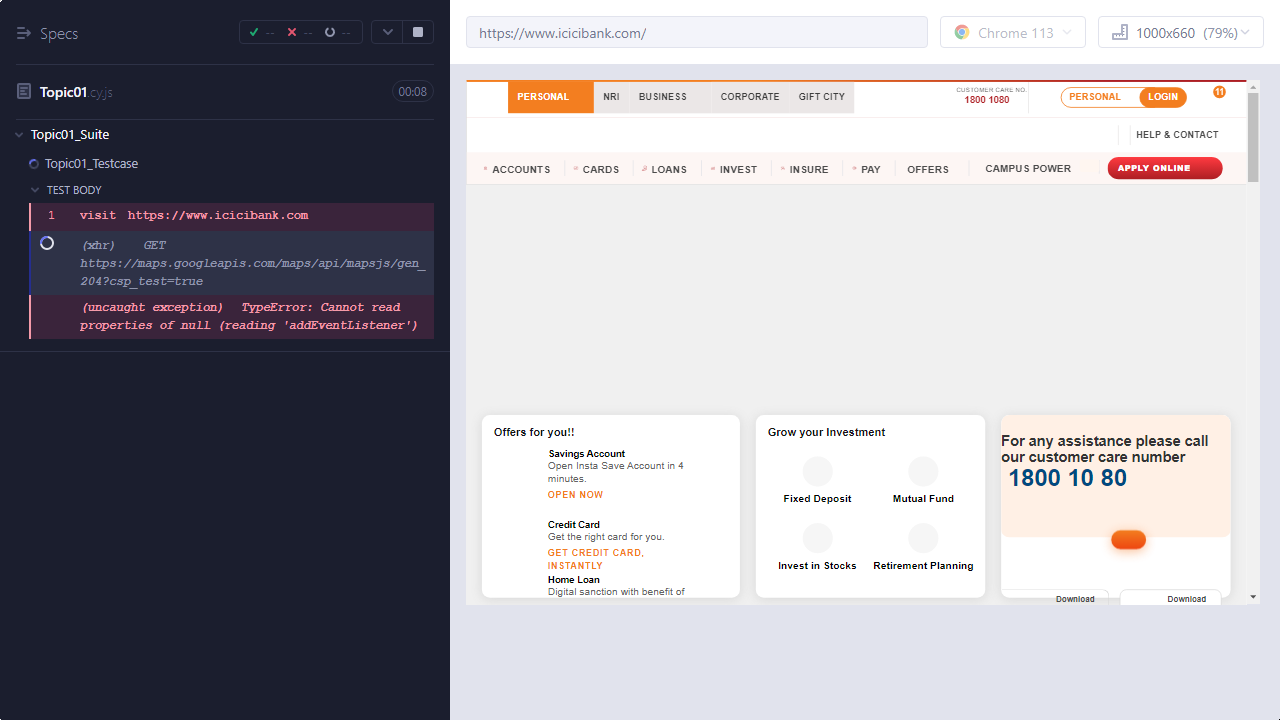 Specs
-- -- --
Topic01.cy.js
00:08
Topic01_Suite
Topic01_Testcase
TEST BODY
1 visit https://www.icicibank.com
(xhr) GET
https://maps.googleapis.com/maps/api/mapsjs/gen_
204?csp_test=true
(uncaught exception) TypeError: Cannot read
properties of null (reading 'addEventListener')
https://www.icicibank.com/
Chrome 113
1000x660 (79%)
PERSONAL NRI BUSINESS CORPORATE GIFT CITY
CUSTOMER CARE NO.
1800 1080
PERSONAL LOGIN
11
HELP & CONTACT
ACCOUNTS CARDS LOANS INVEST INSURE PAY OFFERS CAMPUS POWER APPLY ONLINE
Offers for you!!
Savings Account
Open Insta Save Account in 4
minutes.
OPEN NOW
Credit Card
Get the right card for you.
GET CREDIT CARD,
INSTANTLY
Home Loan
Digital sanction with benefit of
Grow your Investment
Fixed Deposit Mutual Fund
Invest in Stocks Retirement Planning
For any assistance please call
our customer care number
1800 10 80
Download Download